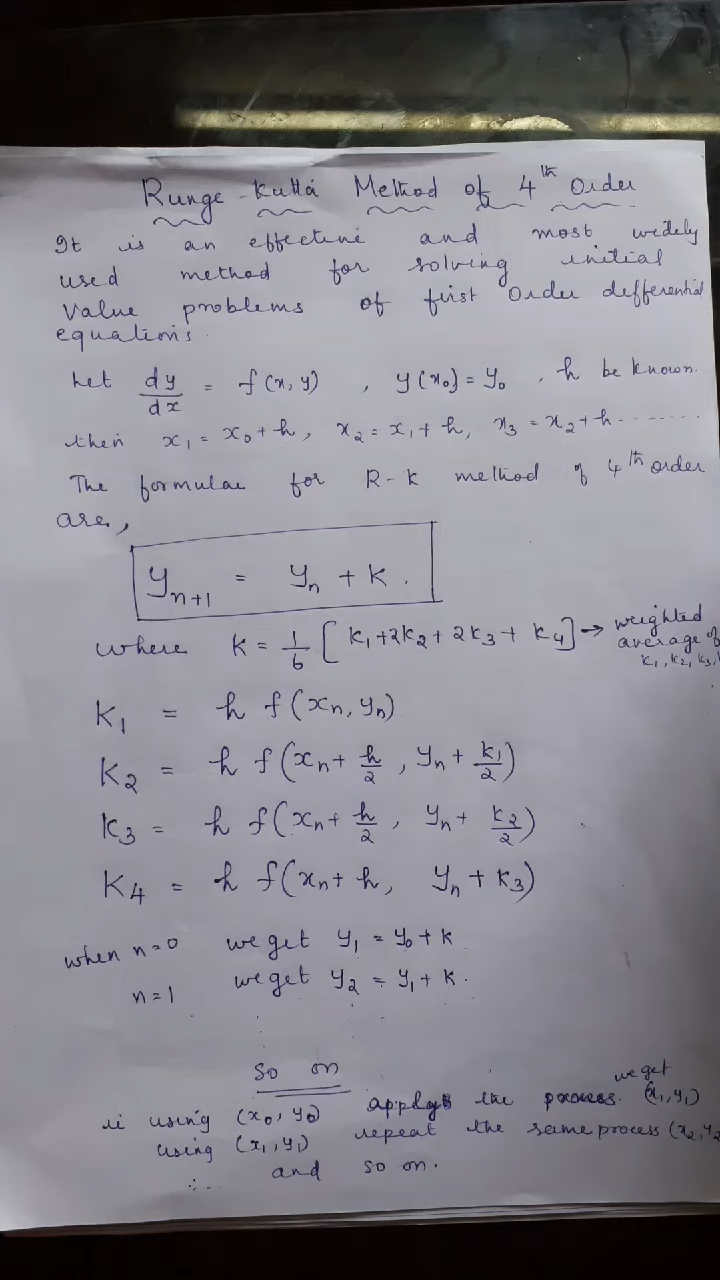 Runge-Kutta Method of 4th Order
It is an effective and most widely
used method for solving initial
value problems of first order differential
equations.
Let dy/dx = f(x, y) , y(x₀) = y₀ , h be known.
then x₁ = x₀ + h, x₂ = x₁ + h, x₃ = x₂ + h .......
The formulae for R-K method of 4th order
are,
yₙ₊₁ = yₙ + K.
where K = 1/6 [K₁ + 2K₂ + 2K₃ + K₄] → weighted
average of
K₁, K₂, K₃,
K₁ = h f(xₙ, yₙ)
K₂ = h f(xₙ + h/2, yₙ + k₁/2)
K₃ = h f(xₙ + h/2, yₙ + k₂/2)
K₄ = h f(xₙ + h, yₙ + K₃)
when n=0 we get y₁ = y₀ + K
n=1 we get y₂ = y₁ + K.
so on
we get
ii using (x₀, y₀) apply the process. (x₁, y₁)
using (x₁, y₁) repeat the same process (x₂, y₂
and so on.